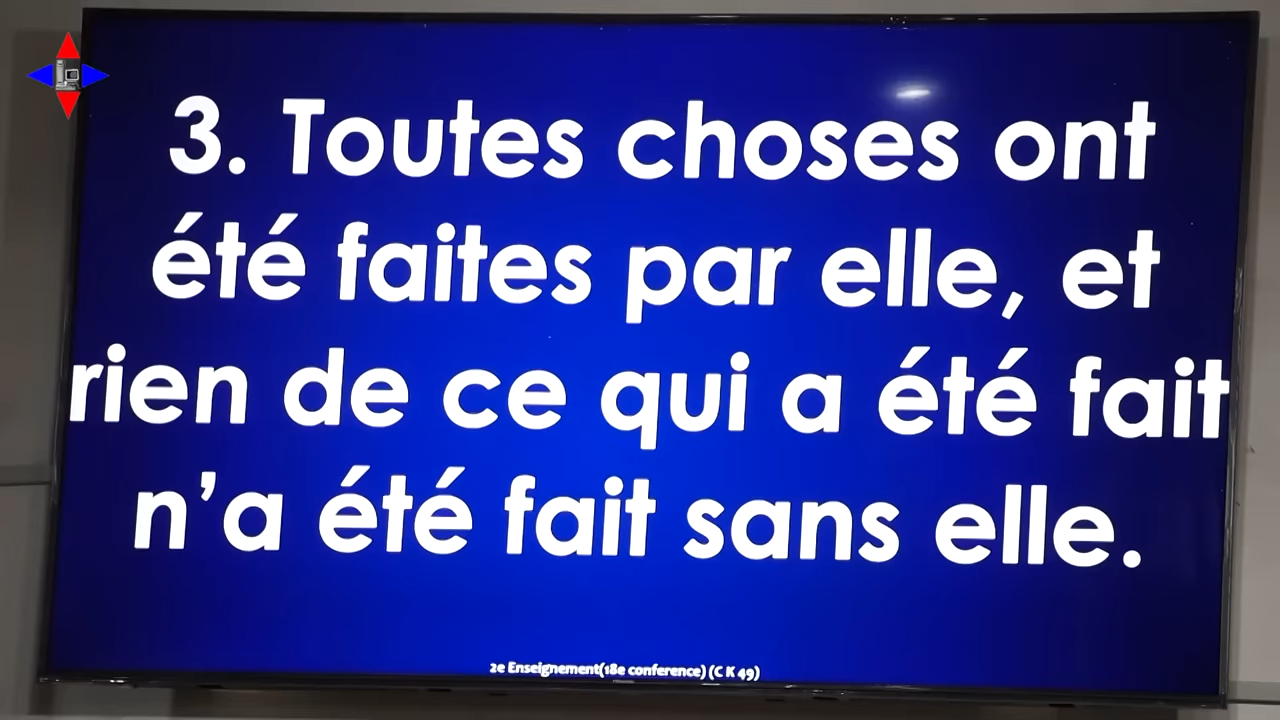 3. Toutes choses ont
été faites par elle, et
rien de ce qui a été fait
n’a été fait sans elle.
2e Enseignement(18e conference) (C K 49)